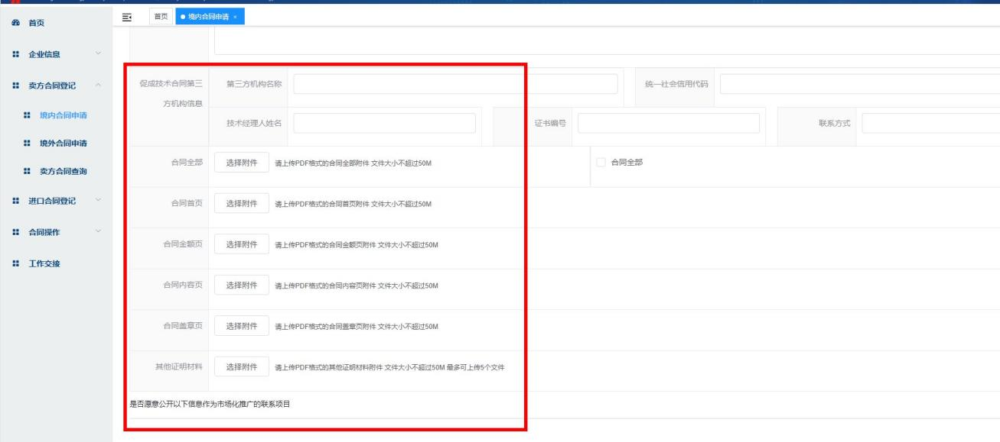 首页
企业信息
卖方合同登记
境内合同申请
境外合同申请
卖方合同查询
进口合同登记
合同操作
工作交接
首页 境内合同申请 ×
促成技术合同第三
方机构信息
第三方机构名称 统一社会信用代码
技术经理人姓名 证书编号 联系方式
合同全部 选择附件 请上传PDF格式的合同全部附件 文件大小不超过50M 合同全部
合同首页 选择附件 请上传PDF格式的合同首页附件 文件大小不超过50M
合同金额页 选择附件 请上传PDF格式的合同金额页附件 文件大小不超过50M
合同内容页 选择附件 请上传PDF格式的合同内容页附件 文件大小不超过50M
合同盖章页 选择附件 请上传PDF格式的合同盖章页附件 文件大小不超过50M
其他证明材料 选择附件 请上传PDF格式的其他证明材料附件 文件大小不超过50M 最多可上传5个文件
是否愿意公开以下信息作为市场化推广的联系项目